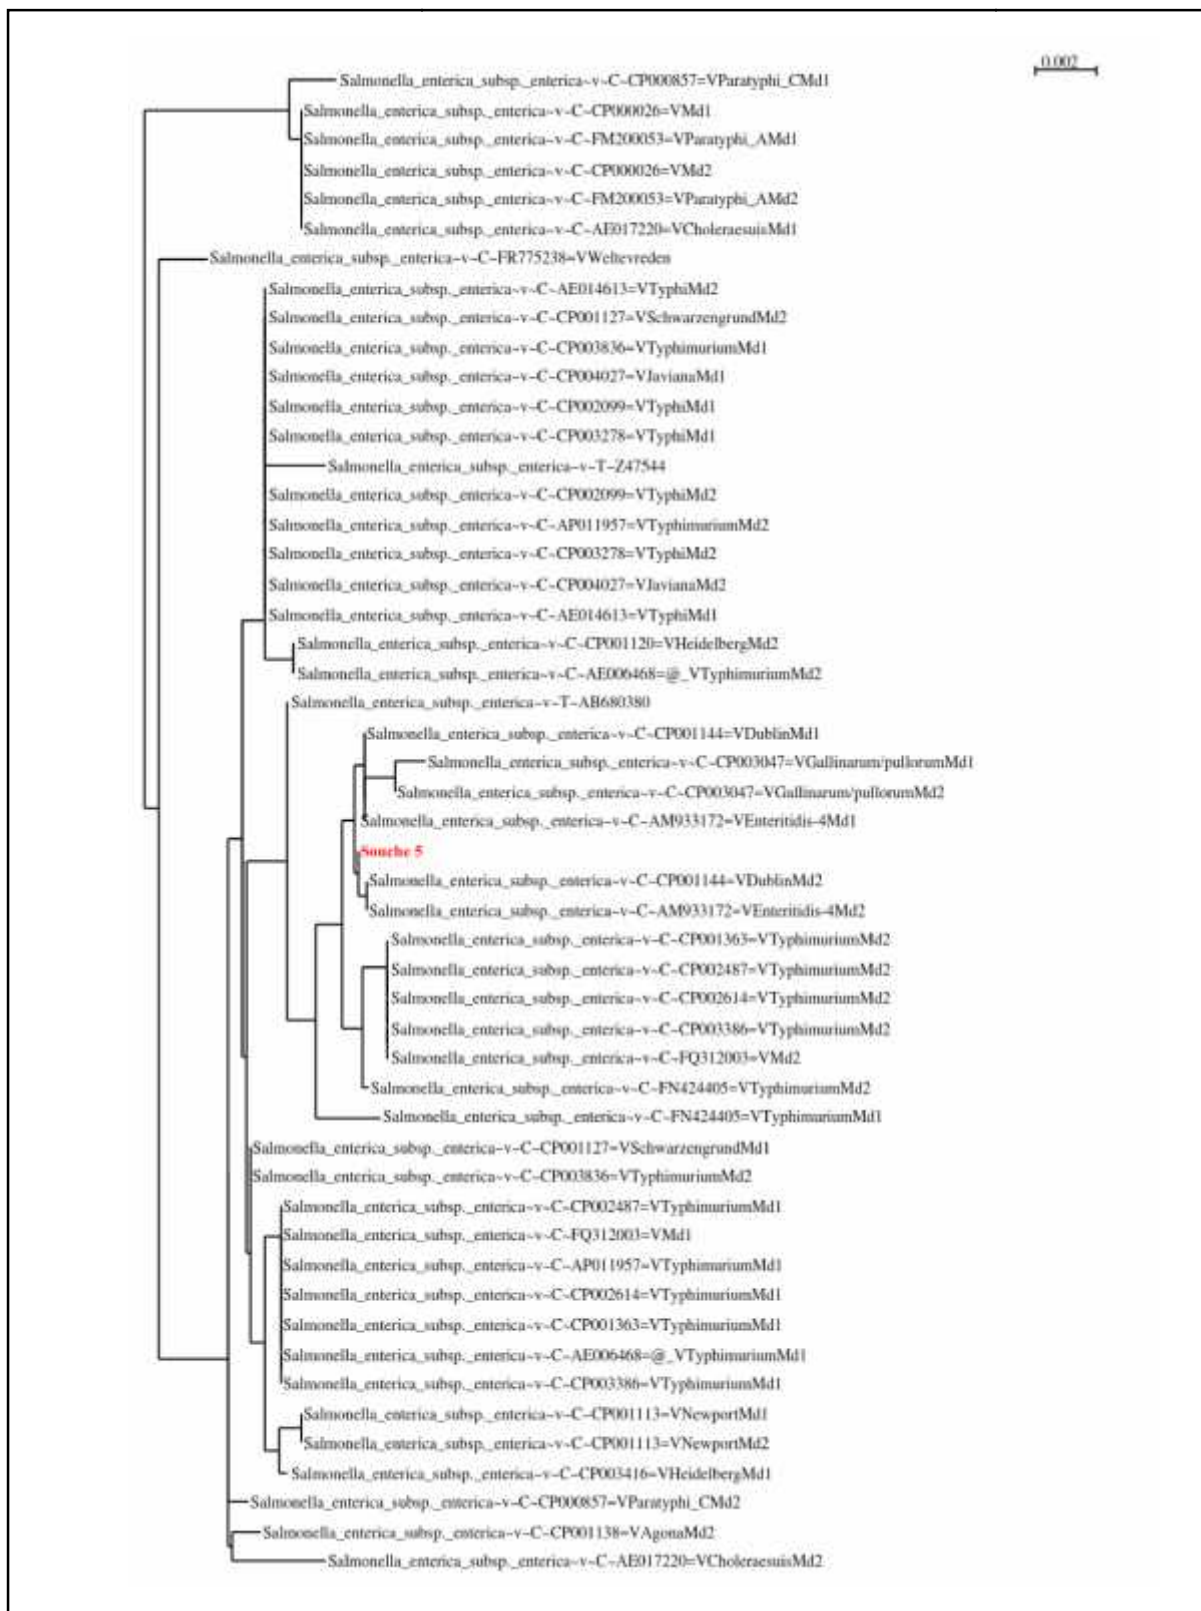 0.002
Salmonella_enterica_subsp._enterica~v~C~CP000857=VParatyphi_CMd1
Salmonella_enterica_subsp._enterica~v~C~CP000026=VMd1
Salmonella_enterica_subsp._enterica~v~C~FM200053=VParatyphi_AMd1
Salmonella_enterica_subsp._enterica~v~C~CP000026=VMd2
Salmonella_enterica_subsp._enterica~v~C~FM200053=VParatyphi_AMd2
Salmonella_enterica_subsp._enterica~v~C~AE017220=VCholeraesuisMd1
Salmonella_enterica_subsp._enterica~v~C~FR775238=VWeltevreden
Salmonella_enterica_subsp._enterica~v~C~AE014613=VTyphiMd2
Salmonella_enterica_subsp._enterica~v~C~CP001127=VSchwarzengrundMd2
Salmonella_enterica_subsp._enterica~v~C~CP003836=VTyphimuriumMd1
Salmonella_enterica_subsp._enterica~v~C~CP004027=VJavianaMd1
Salmonella_enterica_subsp._enterica~v~C~CP002099=VTyphiMd1
Salmonella_enterica_subsp._enterica~v~C~CP003278=VTyphiMd1
Salmonella_enterica_subsp._enterica~v~T~Z47544
Salmonella_enterica_subsp._enterica~v~C~CP002099=VTyphiMd2
Salmonella_enterica_subsp._enterica~v~C~AP011957=VTyphimuriumMd2
Salmonella_enterica_subsp._enterica~v~C~CP003278=VTyphiMd2
Salmonella_enterica_subsp._enterica~v~C~CP004027=VJavianaMd2
Salmonella_enterica_subsp._enterica~v~C~AE014613=VTyphiMd1
Salmonella_enterica_subsp._enterica~v~C~CP001120=VHeidelbergMd2
Salmonella_enterica_subsp._enterica~v~C~AE006468=@_VTyphimuriumMd2
Salmonella_enterica_subsp._enterica~v~T~AB680380
Salmonella_enterica_subsp._enterica~v~C~CP001144=VDublinMd1
Salmonella_enterica_subsp._enterica~v~C~CP003047=VGallinarum/pullorumMd1
Salmonella_enterica_subsp._enterica~v~C~CP003047=VGallinarum/pullorumMd2
Salmonella_enterica_subsp._enterica~v~C~AM933172=VEnteritidis-4Md1
Souche 5
Salmonella_enterica_subsp._enterica~v~C~CP001144=VDublinMd2
Salmonella_enterica_subsp._enterica~v~C~AM933172=VEnteritidis-4Md2
Salmonella_enterica_subsp._enterica~v~C~CP001363=VTyphimuriumMd2
Salmonella_enterica_subsp._enterica~v~C~CP002487=VTyphimuriumMd2
Salmonella_enterica_subsp._enterica~v~C~CP002614=VTyphimuriumMd2
Salmonella_enterica_subsp._enterica~v~C~CP003386=VTyphimuriumMd2
Salmonella_enterica_subsp._enterica~v~C~FQ312003=VMd2
Salmonella_enterica_subsp._enterica~v~C~FN424405=VTyphimuriumMd2
Salmonella_enterica_subsp._enterica~v~C~FN424405=VTyphimuriumMd1
Salmonella_enterica_subsp._enterica~v~C~CP001127=VSchwarzengrundMd1
Salmonella_enterica_subsp._enterica~v~C~CP003836=VTyphimuriumMd2
Salmonella_enterica_subsp._enterica~v~C~CP002487=VTyphimuriumMd1
Salmonella_enterica_subsp._enterica~v~C~FQ312003=VMd1
Salmonella_enterica_subsp._enterica~v~C~AP011957=VTyphimuriumMd1
Salmonella_enterica_subsp._enterica~v~C~CP002614=VTyphimuriumMd1
Salmonella_enterica_subsp._enterica~v~C~CP001363=VTyphimuriumMd1
Salmonella_enterica_subsp._enterica~v~C~AE006468=@_VTyphimuriumMd1
Salmonella_enterica_subsp._enterica~v~C~CP003386=VTyphimuriumMd1
Salmonella_enterica_subsp._enterica~v~C~CP001113=VNewportMd1
Salmonella_enterica_subsp._enterica~v~C~CP001113=VNewportMd2
Salmonella_enterica_subsp._enterica~v~C~CP003416=VHeidelbergMd1
Salmonella_enterica_subsp._enterica~v~C~CP000857=VParatyphi_CMd2
Salmonella_enterica_subsp._enterica~v~C~CP001138=VAgonaMd2
Salmonella_enterica_subsp._enterica~v~C~AE017220=VCholeraesuisMd2